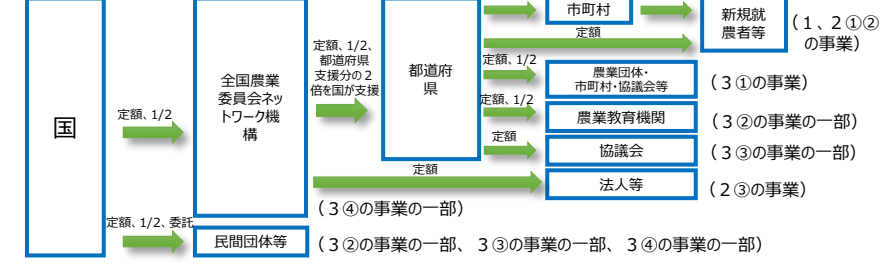 市町村
新規就
農者等
(1、2①②
の事業)
定額
定額、1/2、
都道府県
支援分の2
倍を国が支援
都道府
県
定額、1/2
農業団体・
市町村・協議会等
(3①の事業)
全国農業
委員会ネッ
トワーク機
構
国
定額、1/2
定額、1/2
農業教育機関
(3②の事業の一部)
定額
協議会
(3③の事業の一部)
定額
法人等
(2③の事業)
(3④の事業の一部)
定額、1/2、委託
民間団体等
(3②の事業の一部、3③の事業の一部、3④の事業の一部)